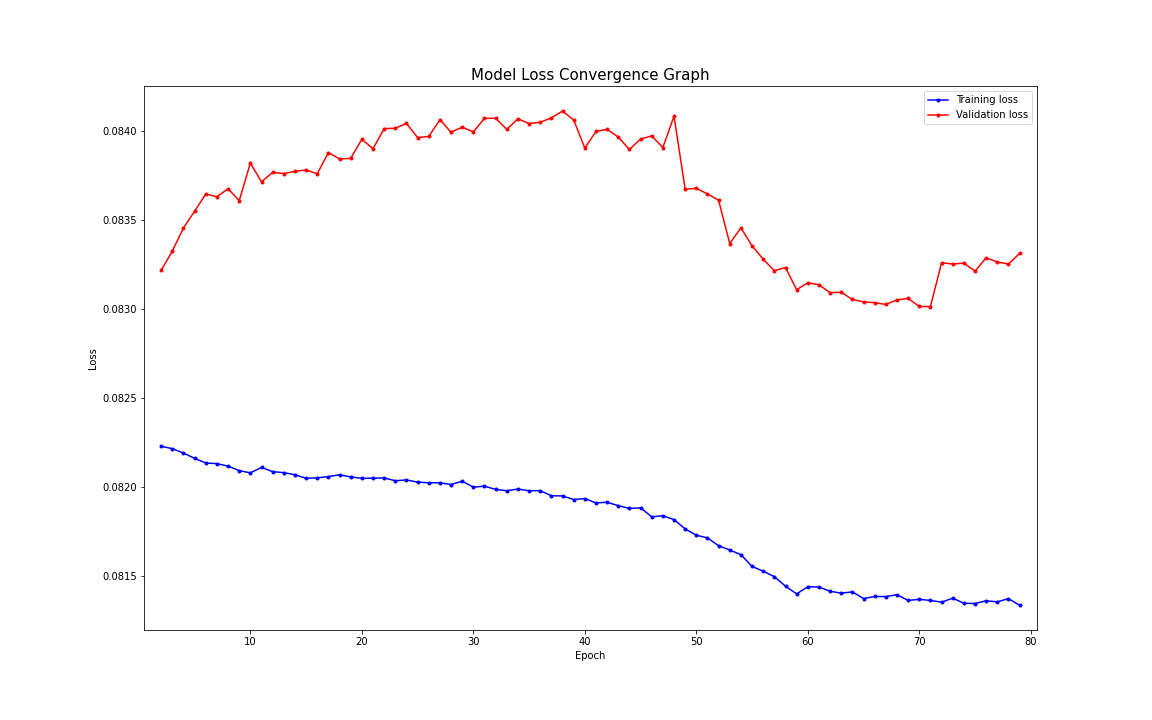 Model Loss Convergence Graph
Training loss
Validation loss
0.0840
0.0835
0.0830
0.0825
0.0820
0.0815
Loss
10 20 30 40 50 60 70 80
Epoch